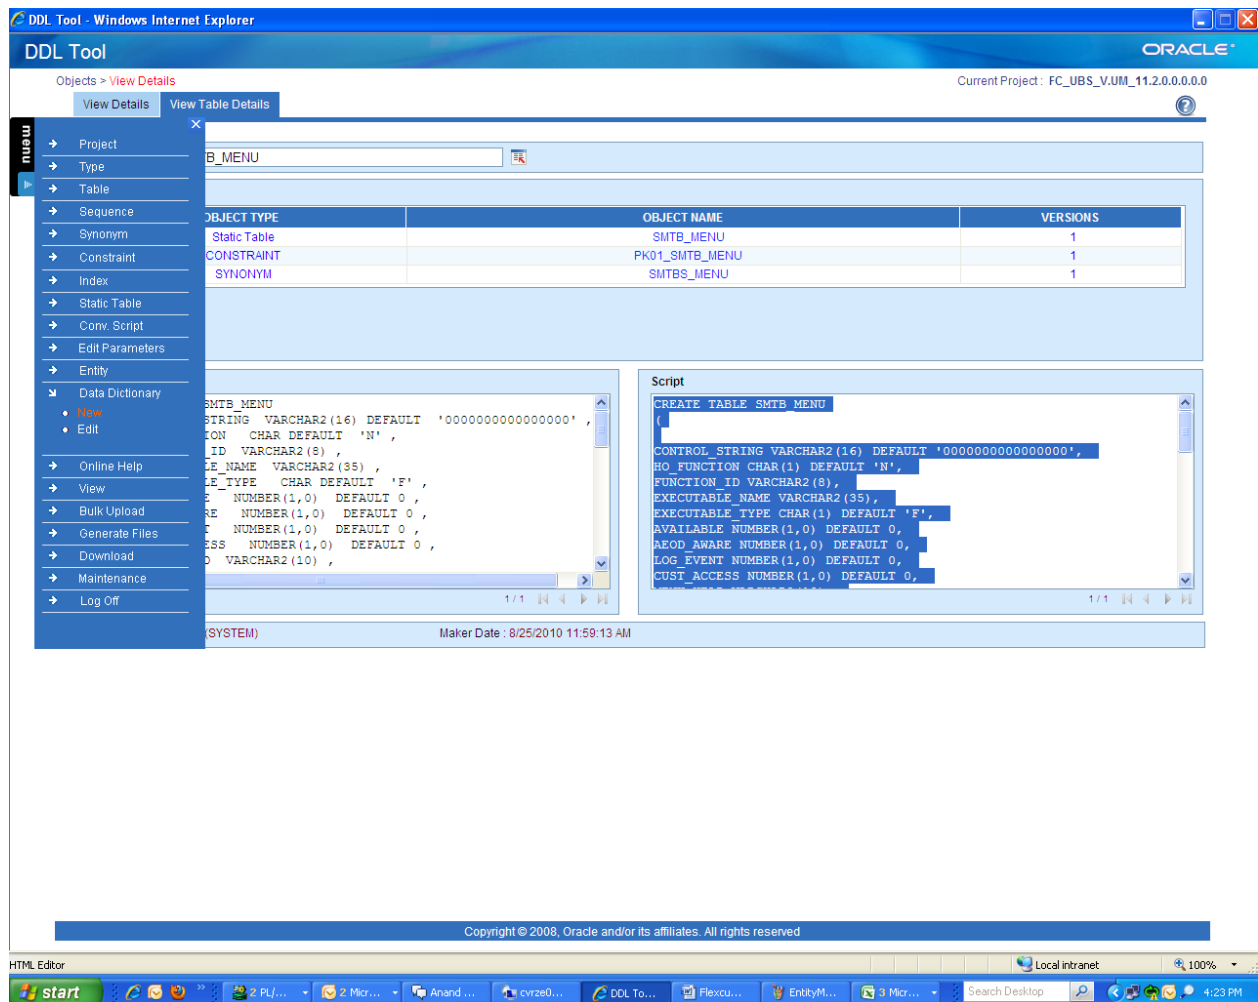 DDL Tool - Windows Internet Explorer
DDL Tool
ORACLE
Objects > View Details
Current Project : FC_UBS_V.UM_11.2.0.0.0.0.0
View Details
View Table Details
menu
Project
Type
Table
Sequence
Synonym
Constraint
Index
Static Table
Conv. Script
Edit Parameters
Entity
Data Dictionary
New
Edit
Online Help
View
Bulk Upload
Generate Files
Download
Maintenance
Log Off
B_MENU
OBJECT TYPE OBJECT NAME VERSIONS
Static Table SMTB_MENU 1
CONSTRAINT PK01_SMTB_MENU 1
SYNONYM SMTBS_MENU 1
SMTB_MENU
STRING VARCHAR2(16) DEFAULT '0000000000000000' ,
ION CHAR DEFAULT 'N' ,
_ID VARCHAR2(8) ,
LE_NAME VARCHAR2(35) ,
LE_TYPE CHAR DEFAULT 'F' ,
E NUMBER(1,0) DEFAULT 0 ,
RE NUMBER(1,0) DEFAULT 0 ,
T NUMBER(1,0) DEFAULT 0 ,
ESS NUMBER(1,0) DEFAULT 0 ,
VARCHAR2(10) ,
1 / 1
Script
CREATE TABLE SMTB_MENU
(
CONTROL_STRING VARCHAR2(16) DEFAULT '0000000000000000',
HO_FUNCTION CHAR(1) DEFAULT 'N',
FUNCTION_ID VARCHAR2(8),
EXECUTABLE_NAME VARCHAR2(35),
EXECUTABLE_TYPE CHAR(1) DEFAULT 'F',
AVAILABLE NUMBER(1,0) DEFAULT 0,
AEOD_AWARE NUMBER(1,0) DEFAULT 0,
LOG_EVENT NUMBER(1,0) DEFAULT 0,
CUST_ACCESS NUMBER(1,0) DEFAULT 0,
1 / 1
(SYSTEM)
Maker Date : 8/25/2010 11:59:13 AM
Copyright © 2008, Oracle and/or its affiliates. All rights reserved
HTML Editor
Local intranet
100%
start
2 PL/...
2 Micr...
Anand ...
cvrze0...
DDL To...
Flexcu...
EntityM...
3 Micr...
Search Desktop
4:23 PM